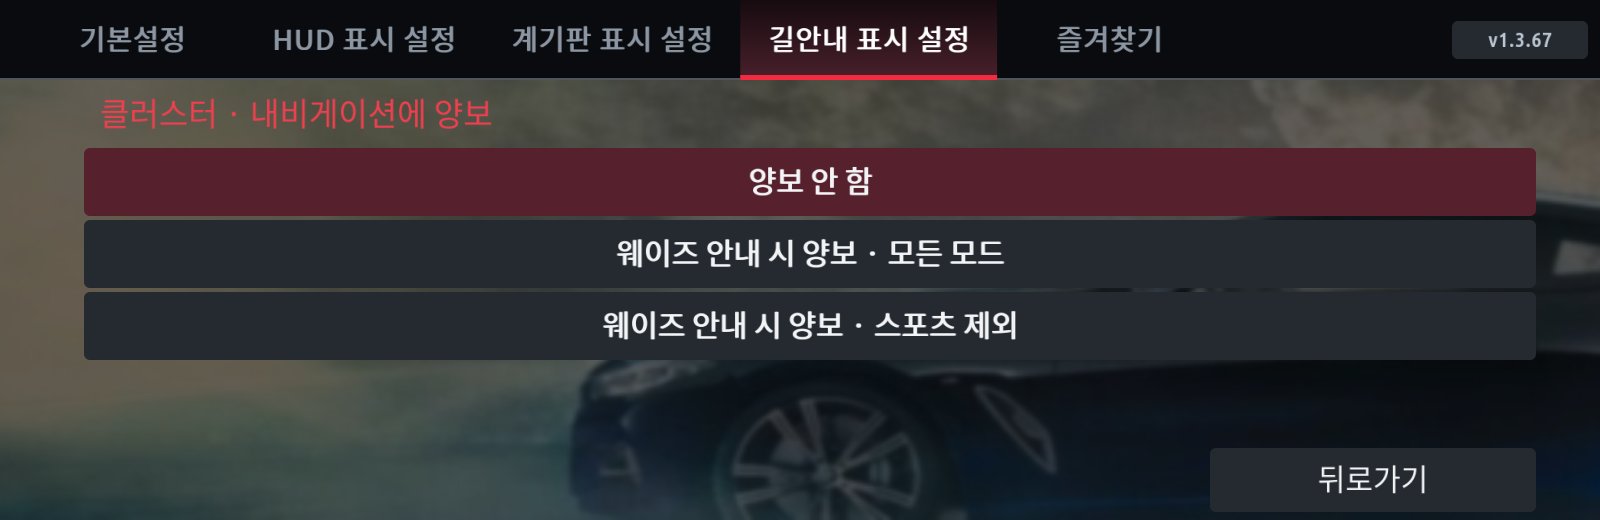 기본설정
HUD 표시 설정
계기판 표시 설정
길안내 표시 설정
즐겨찾기
v1.3.67
클러스터 · 내비게이션에 양보
양보 안 함
웨이즈 안내 시 양보 · 모든 모드
웨이즈 안내 시 양보 · 스포츠 제외
뒤로가기